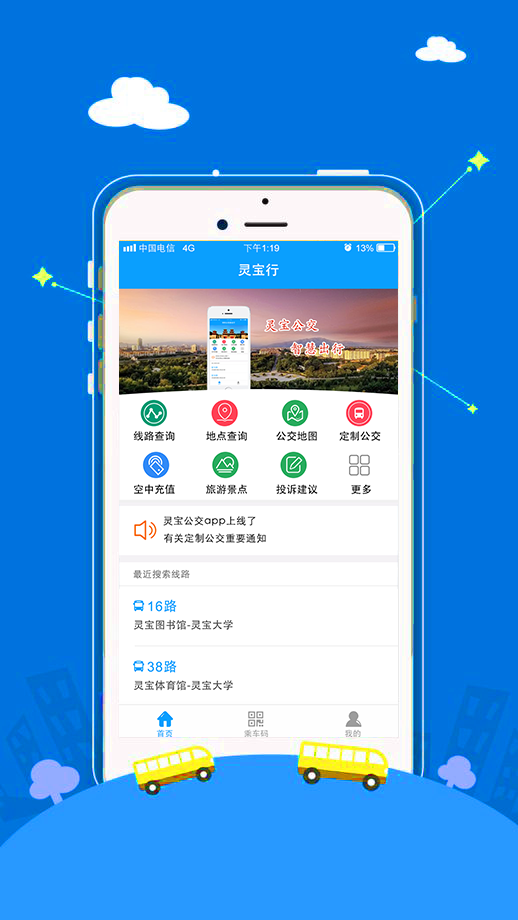 中国电信 4G 下午1:19 13%
灵宝行
灵宝公交
智慧出行
线路查询 地点查询 公交地图 定制公交
空中充值 旅游景点 投诉建议 更多
灵宝公交app上线了
有关定制公交重要通知
最近搜索线路
16路
灵宝图书馆-灵宝大学
38路
灵宝体育馆-灵宝大学
首页 乘车码 我的